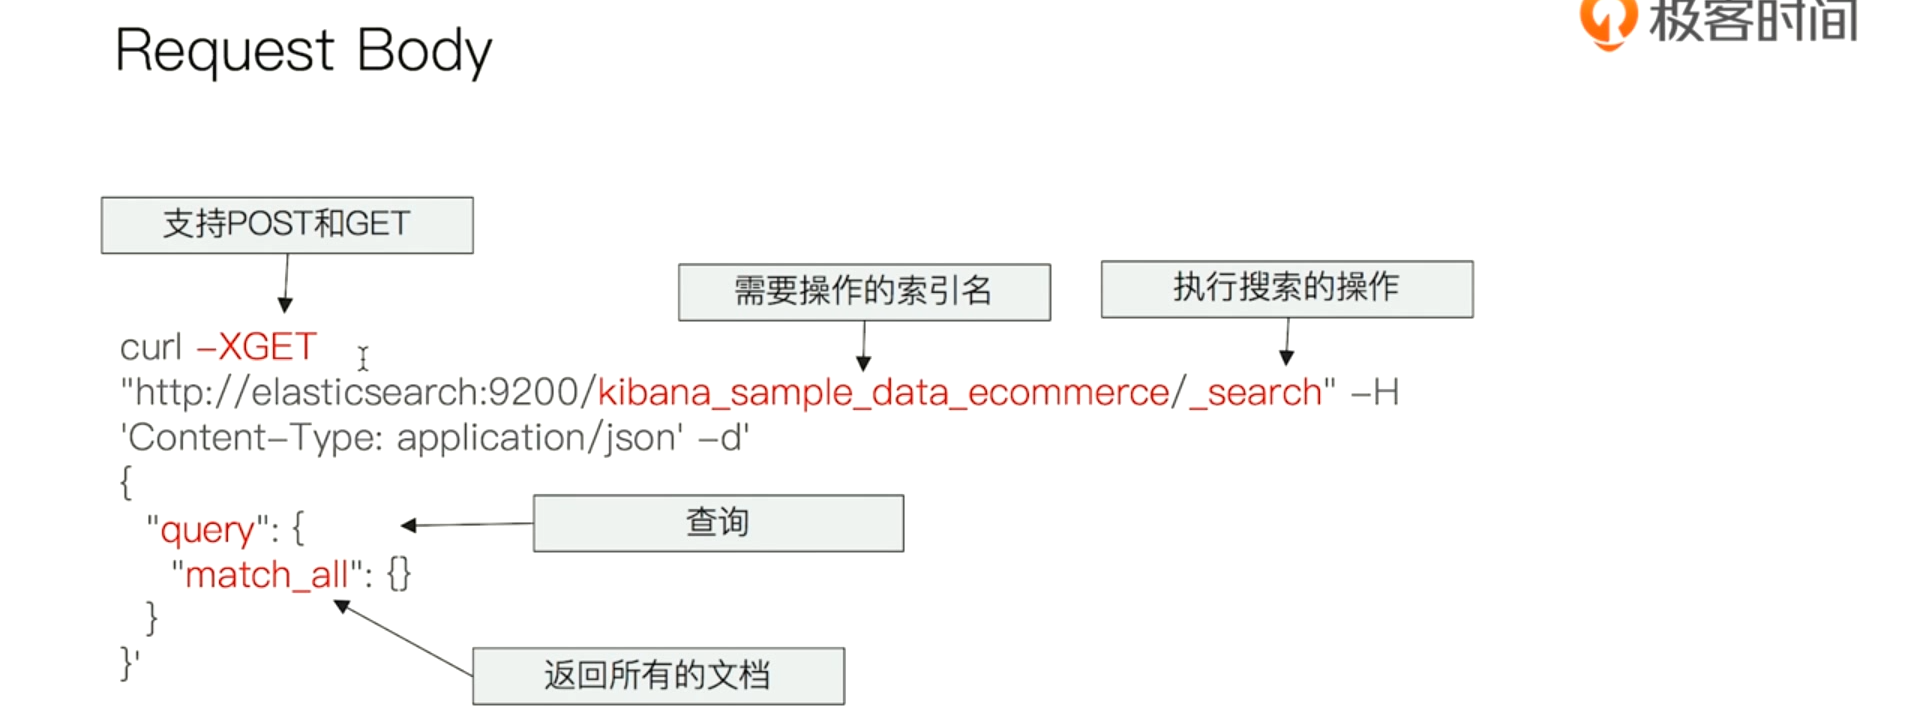 极客时间
Request Body
支持POST和GET
需要操作的索引名
执行搜索的操作
curl -XGET
"http://elasticsearch:9200/kibana_sample_data_ecommerce/_search" -H
'Content-Type: application/json' -d'
{
"query": {
查询
"match_all": {}
}
}'
返回所有的文档